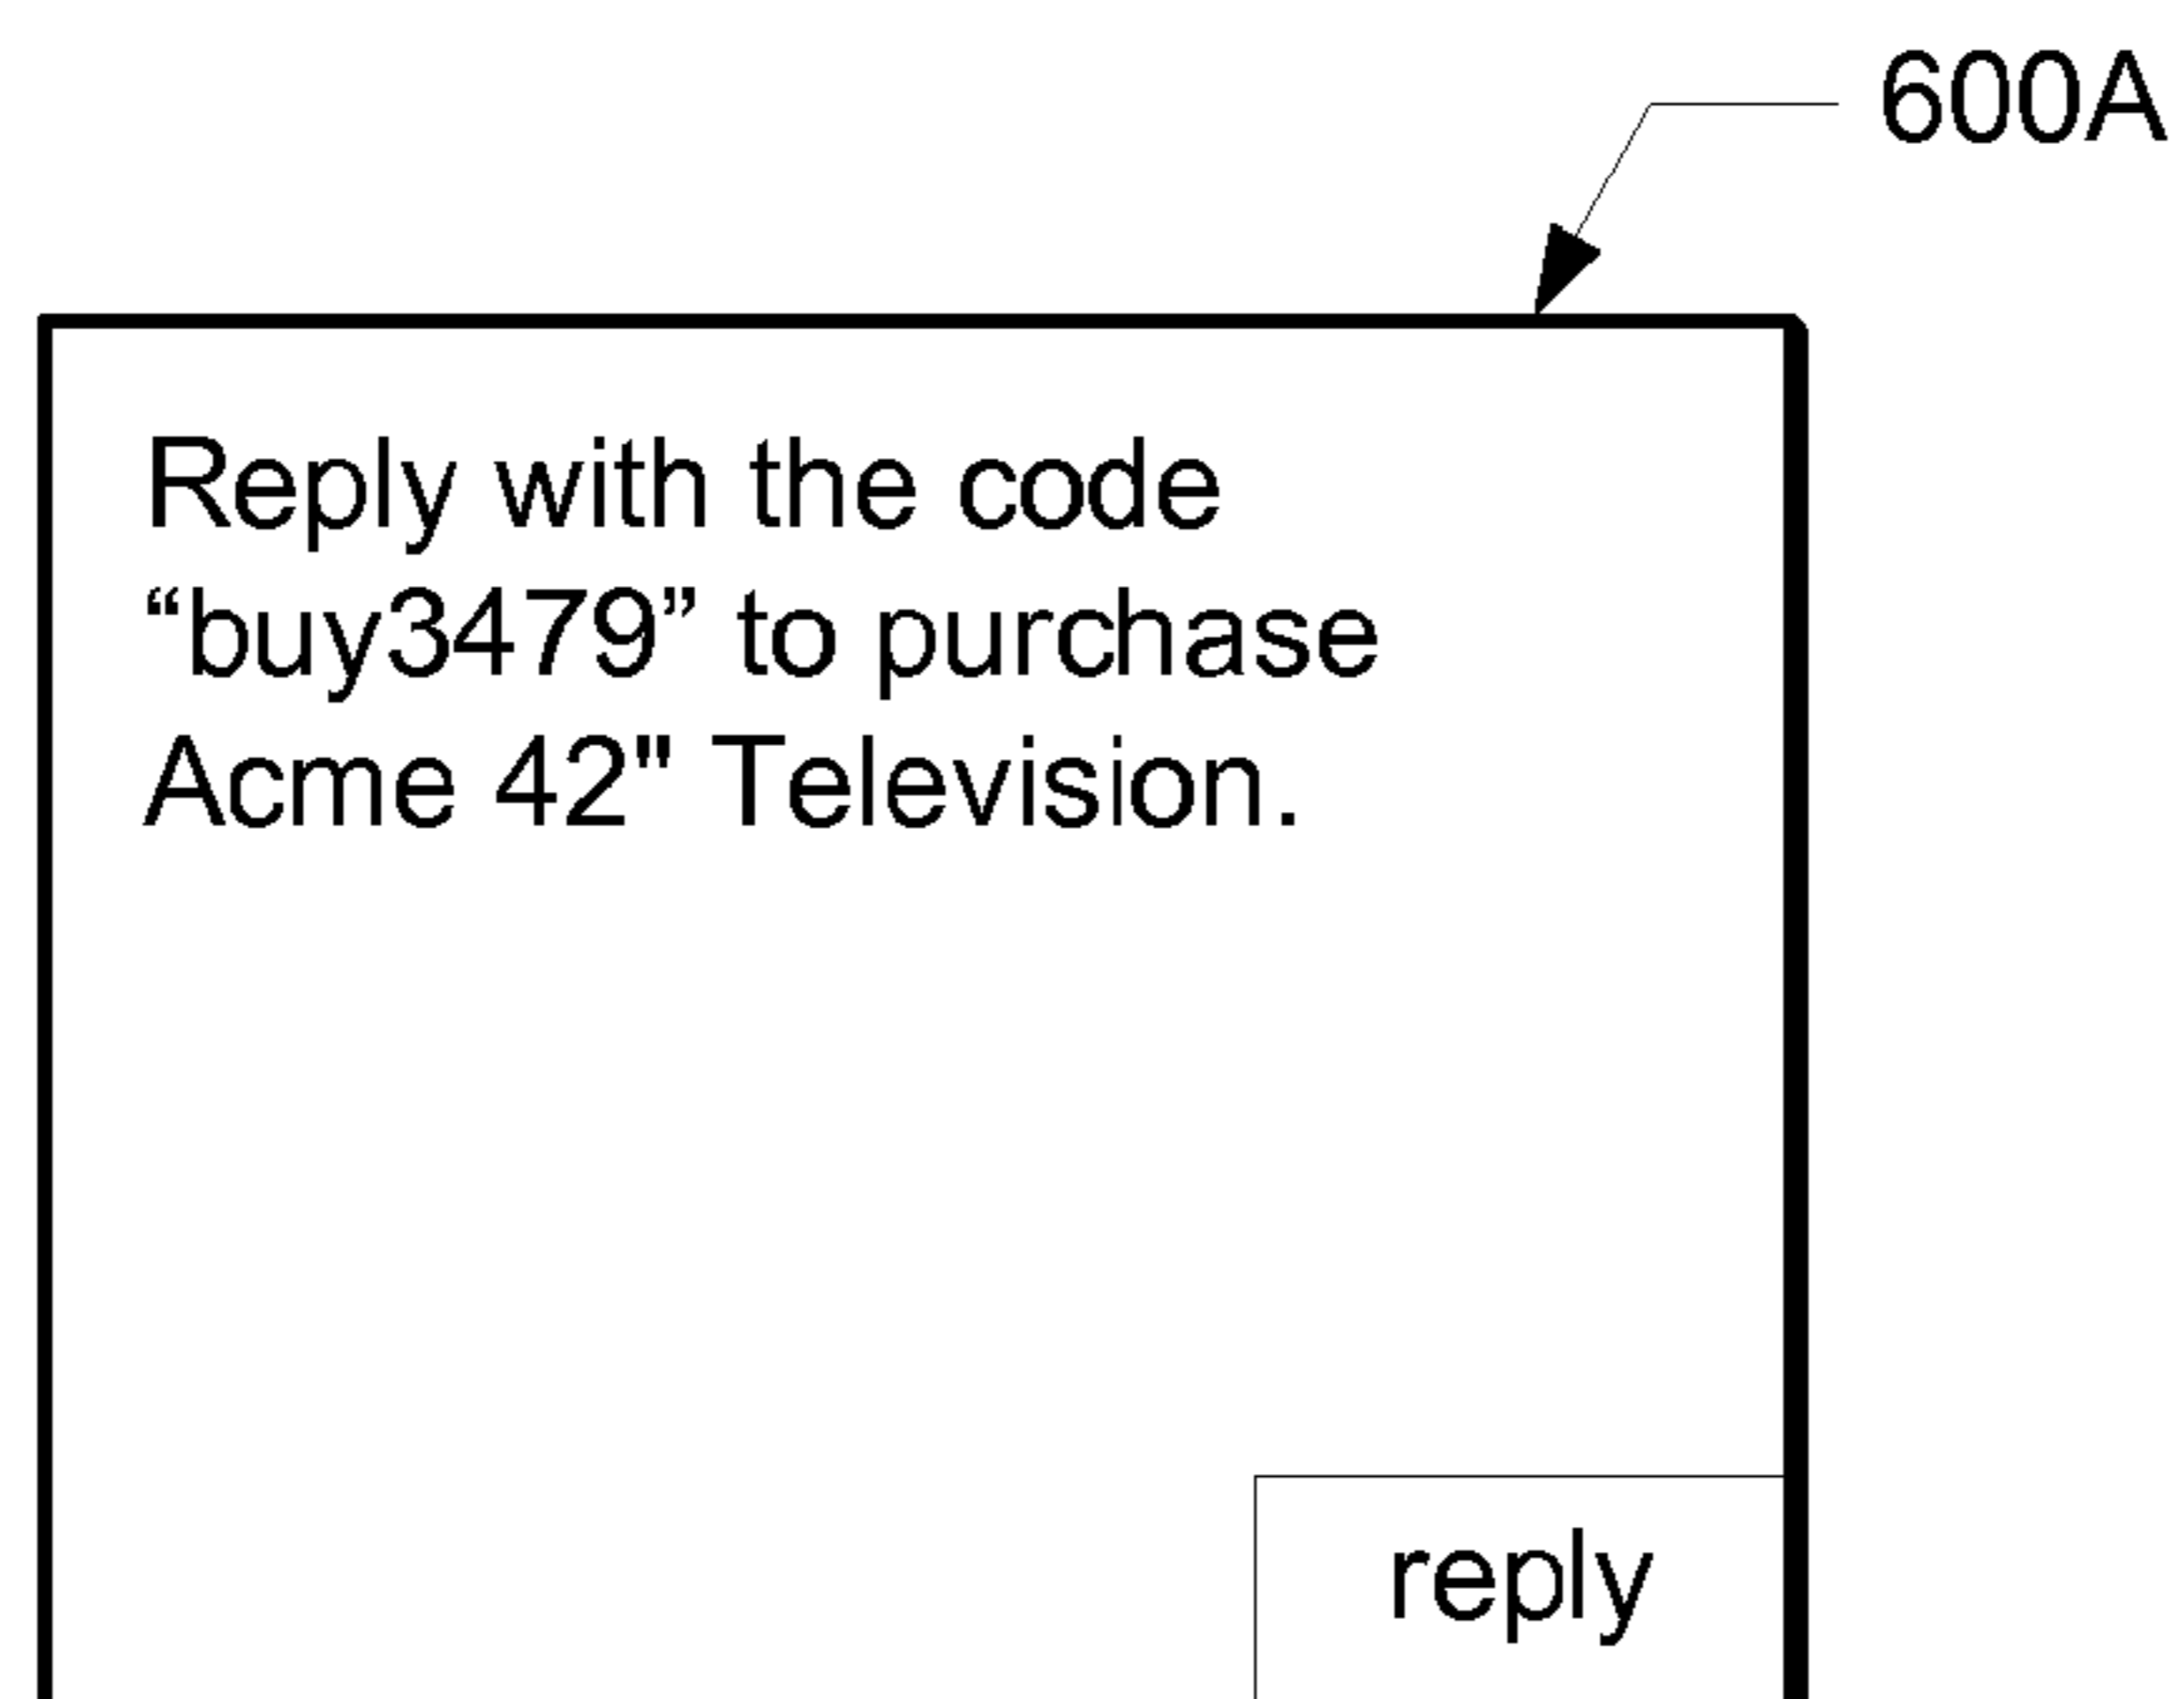 600A
Reply with the code
“buy3479” to purchase
Acme 42" Television.
reply